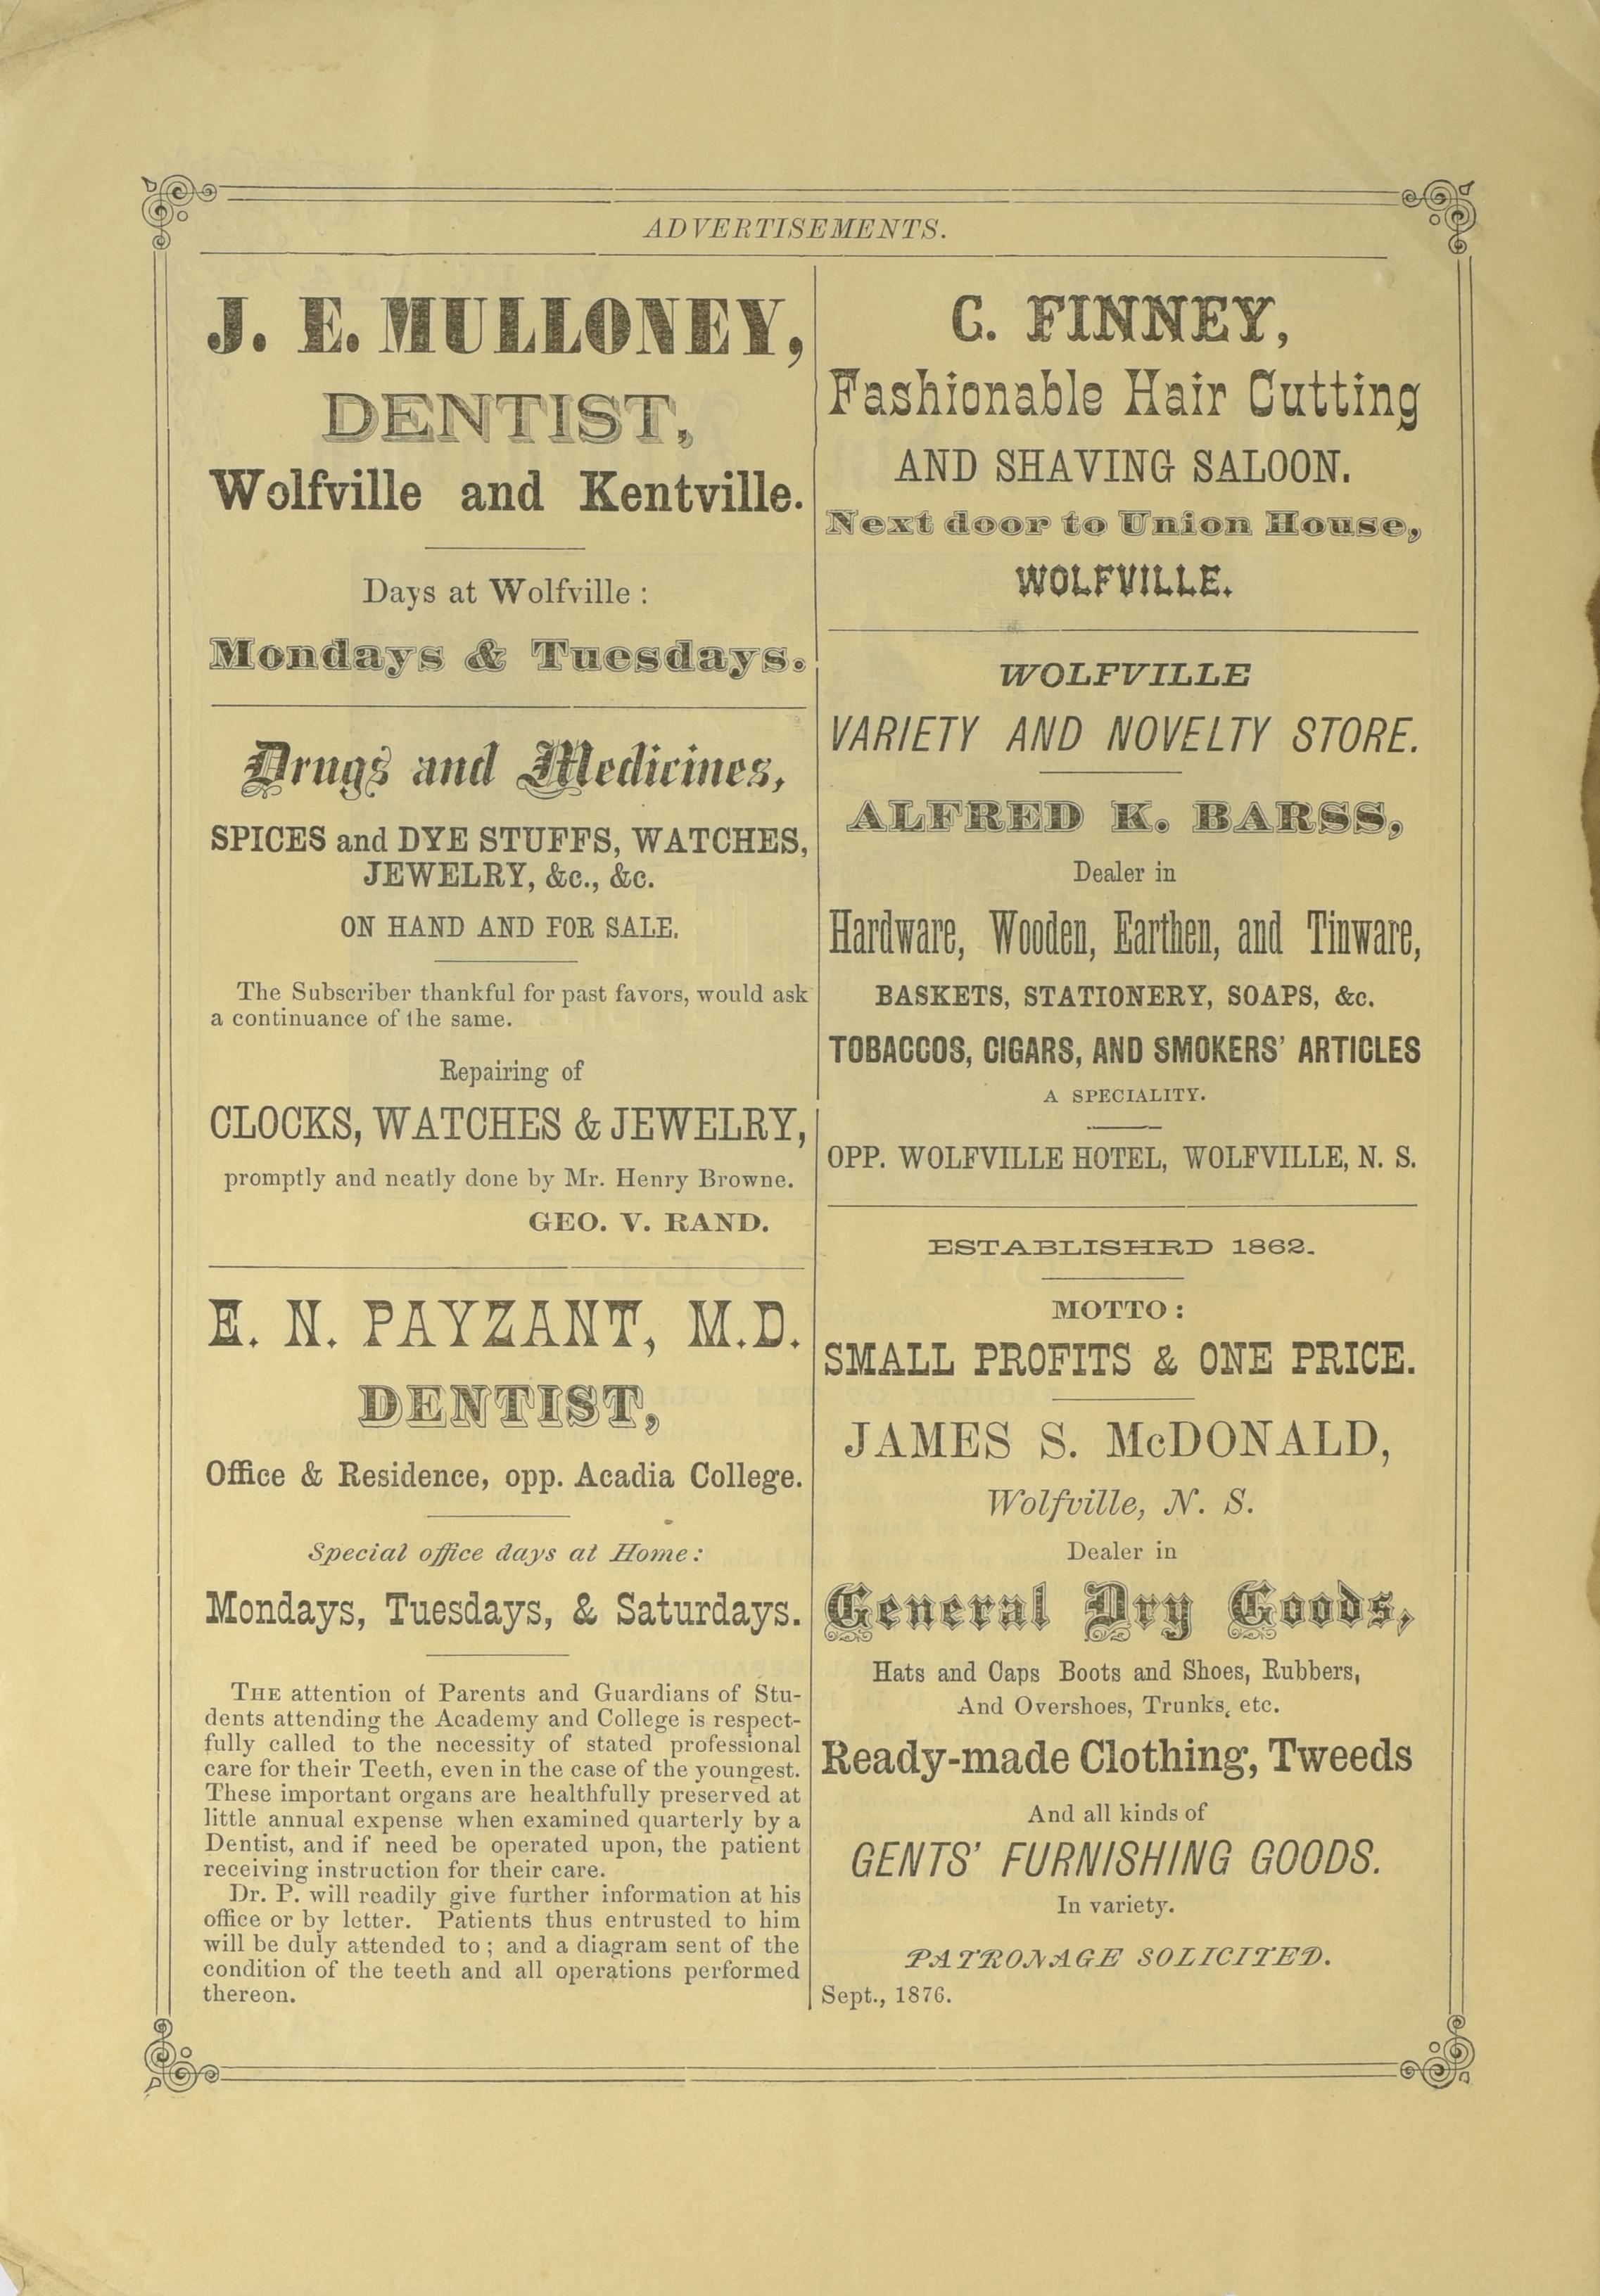 ADVERTISEMENTS.
J. E. MULLONEY,
DENTIST,
Wolfville and Kentville.
Days at Wolfville :
Mondays & Tuesdays.
Drugs and Medicines,
SPICES and DYE STUFFS, WATCHES,
JEWELRY, &c., &c.
ON HAND AND FOR SALE.
The Subscriber thankful for past favors, would ask
a continuance of the same.
Repairing of
CLOCKS, WATCHES & JEWELRY,
promptly and neatly done by Mr. Henry Browne.
GEO. V. RAND.
E. N. PAYZANT, M.D.
DENTIST,
Office & Residence, opp. Acadia College.
Special office days at Home :
Mondays, Tuesdays, & Saturdays.
THE attention of Parents and Guardians of Stu-
dents attending the Academy and College is respect-
fully called to the necessity of stated professional
care for their Teeth, even in the case of the youngest.
These important organs are healthfully preserved at
little annual expense when examined quarterly by a
Dentist, and if need be operated upon, the patient
receiving instruction for their care.
Dr. P. will readily give further information at his
office or by letter. Patients thus entrusted to him
will be duly attended to ; and a diagram sent of the
condition of the teeth and all operations performed
thereon.
C. FINNEY,
Fashionable Hair Cutting
AND SHAVING SALOON.
Next door to Union House,
WOLFVILLE.
WOLFVILLE
VARIETY AND NOVELTY STORE.
ALFRED K. BARSS,
Dealer in
Hardware, Wooden, Earthen, and Tinware,
BASKETS, STATIONERY, SOAPS, &c.
TOBACCOS, CIGARS, AND SMOKERS' ARTICLES
A SPECIALITY.
OPP. WOLFVILLE HOTEL, WOLFVILLE, N. S.
ESTABLISHRD 1862.
MOTTO :
SMALL PROFITS & ONE PRICE.
JAMES S. McDONALD,
Wolfville, N. S.
Dealer in
General Dry Goods,
Hats and Caps Boots and Shoes, Rubbers,
And Overshoes, Trunks, etc.
Ready-made Clothing, Tweeds
And all kinds of
GENTS' FURNISHING GOODS.
In variety.
PATRONAGE SOLICITED.
Sept., 1876.